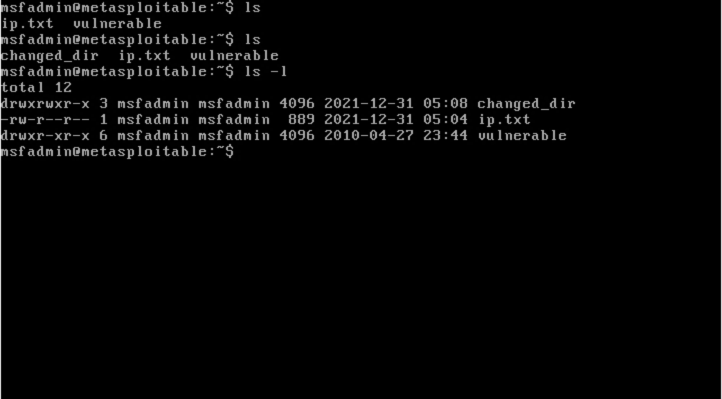 msfadmin@metasploitable:~$ ls
ip.txt  vulnerable
msfadmin@metasploitable:~$ ls
changed_dir  ip.txt  vulnerable
msfadmin@metasploitable:~$ ls -l
total 12
drwxrwxr-x 3 msfadmin msfadmin 4096 2021-12-31 05:08 changed_dir
-rw-r--r-- 1 msfadmin msfadmin  889 2021-12-31 05:04 ip.txt
drwxr-xr-x 6 msfadmin msfadmin 4096 2010-04-27 23:44 vulnerable
msfadmin@metasploitable:~$